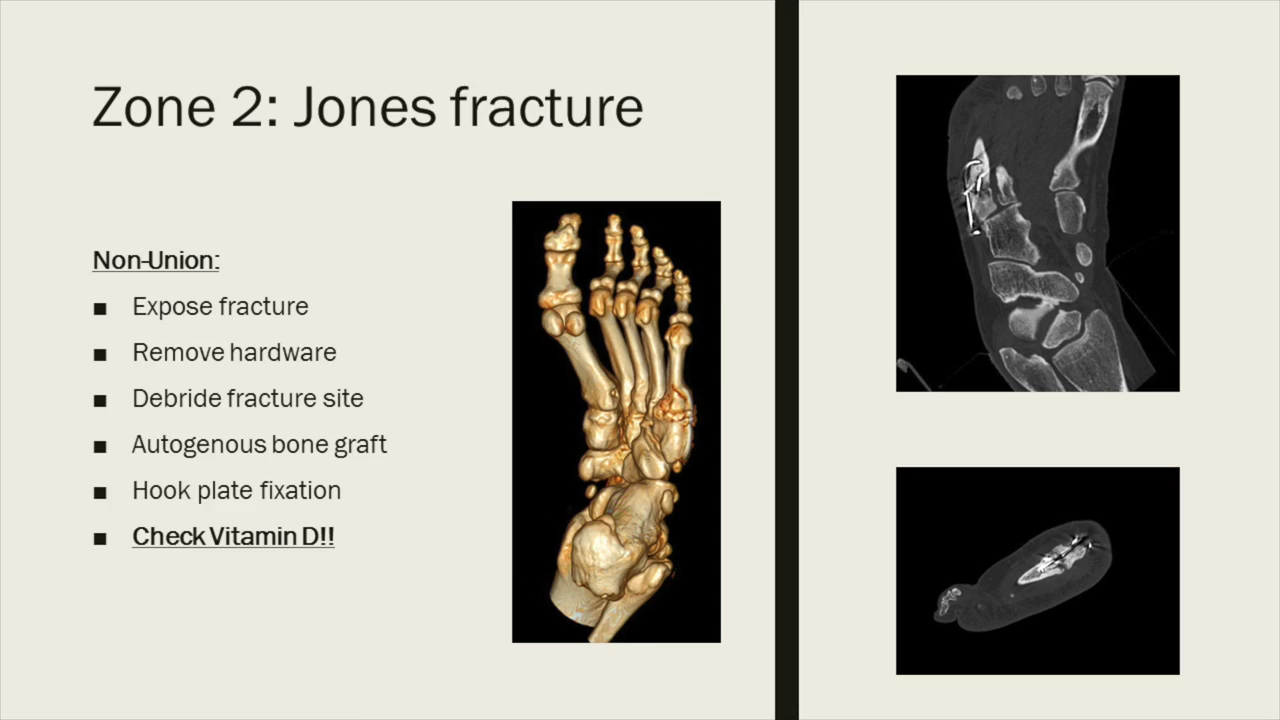 Zone 2: Jones fracture
Non-Union:
■ Expose fracture
■ Remove hardware
■ Debride fracture site
■ Autogenous bone graft
■ Hook plate fixation
■ Check Vitamin D!!